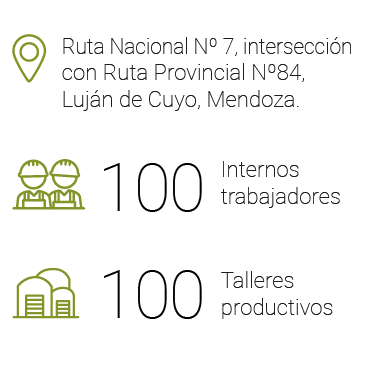 Ruta Nacional Nº 7, intersección
con Ruta Provincial Nº84,
Luján de Cuyo, Mendoza.
100 Internos
trabajadores
100 Talleres
productivos